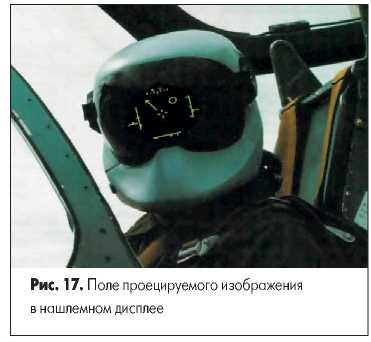 Рис. 17. Поле проецируемого изображения
в нашлемном дисплее